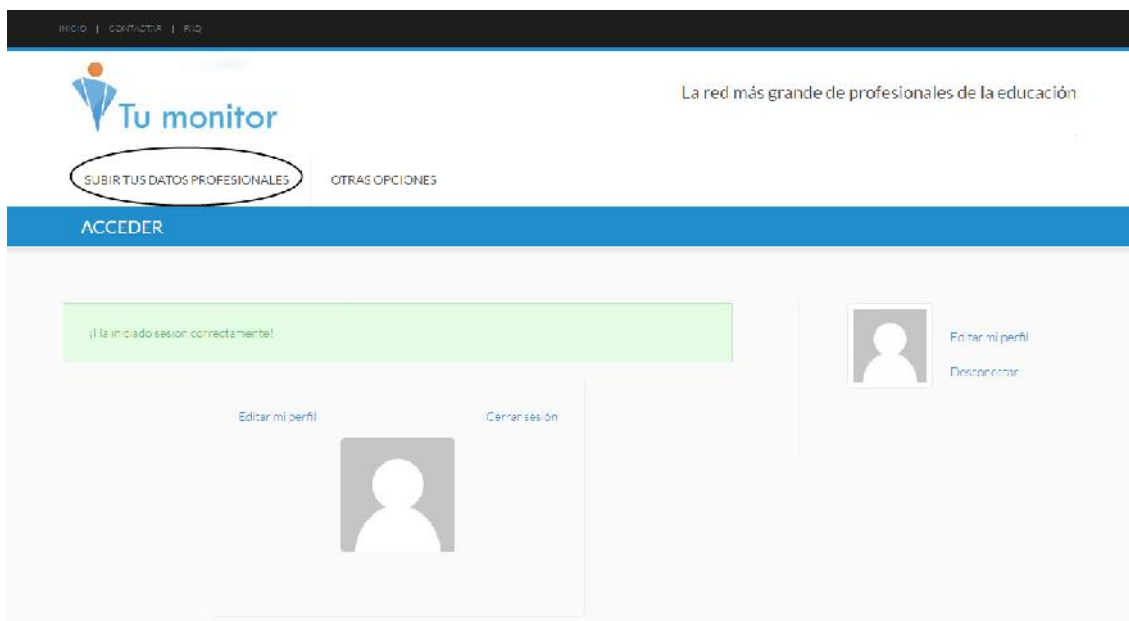 INICIO | CONTACTAR | FAQ
Tu monitor
La red más grande de profesionales de la educación
SUBIR TUS DATOS PROFESIONALES
OTRAS OPCIONES
ACCEDER
¡Ha iniciado sesión correctamente!
Editar mi perfil
Desconectar
Editar mi perfil
Cerrar sesión